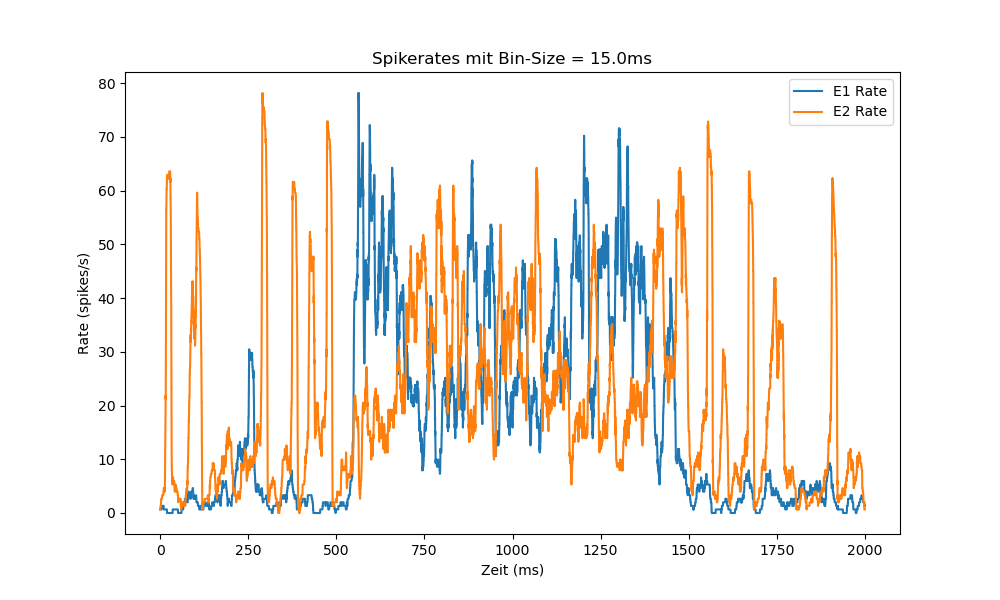 Spikerates mit Bin-Size = 15.0ms
E1 Rate
E2 Rate
80
70
60
50
40
30
20
10
0
Rate (spikes/s)
0 250 500 750 1000 1250 1500 1750 2000
Zeit (ms)